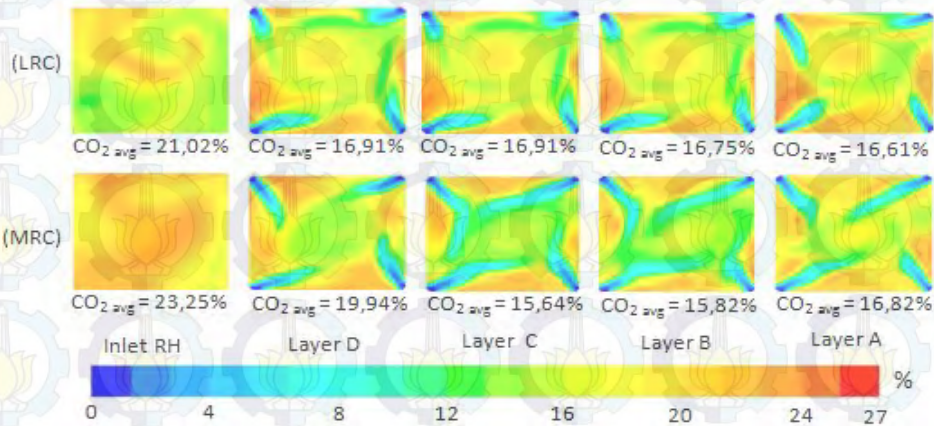 (LRC)
CO2 avg = 21,02% CO2 avg = 16,91% CO2 avg = 16,91% CO2 avg = 16,75% CO2 avg = 16,61%
(MRC)
CO2 avg = 23,25% CO2 avg = 19,94% CO2 avg = 15,64% CO2 avg = 15,82% CO2 avg = 16,82%
Inlet RH Layer D Layer C Layer B Layer A
%
0 4 8 12 16 20 24 27